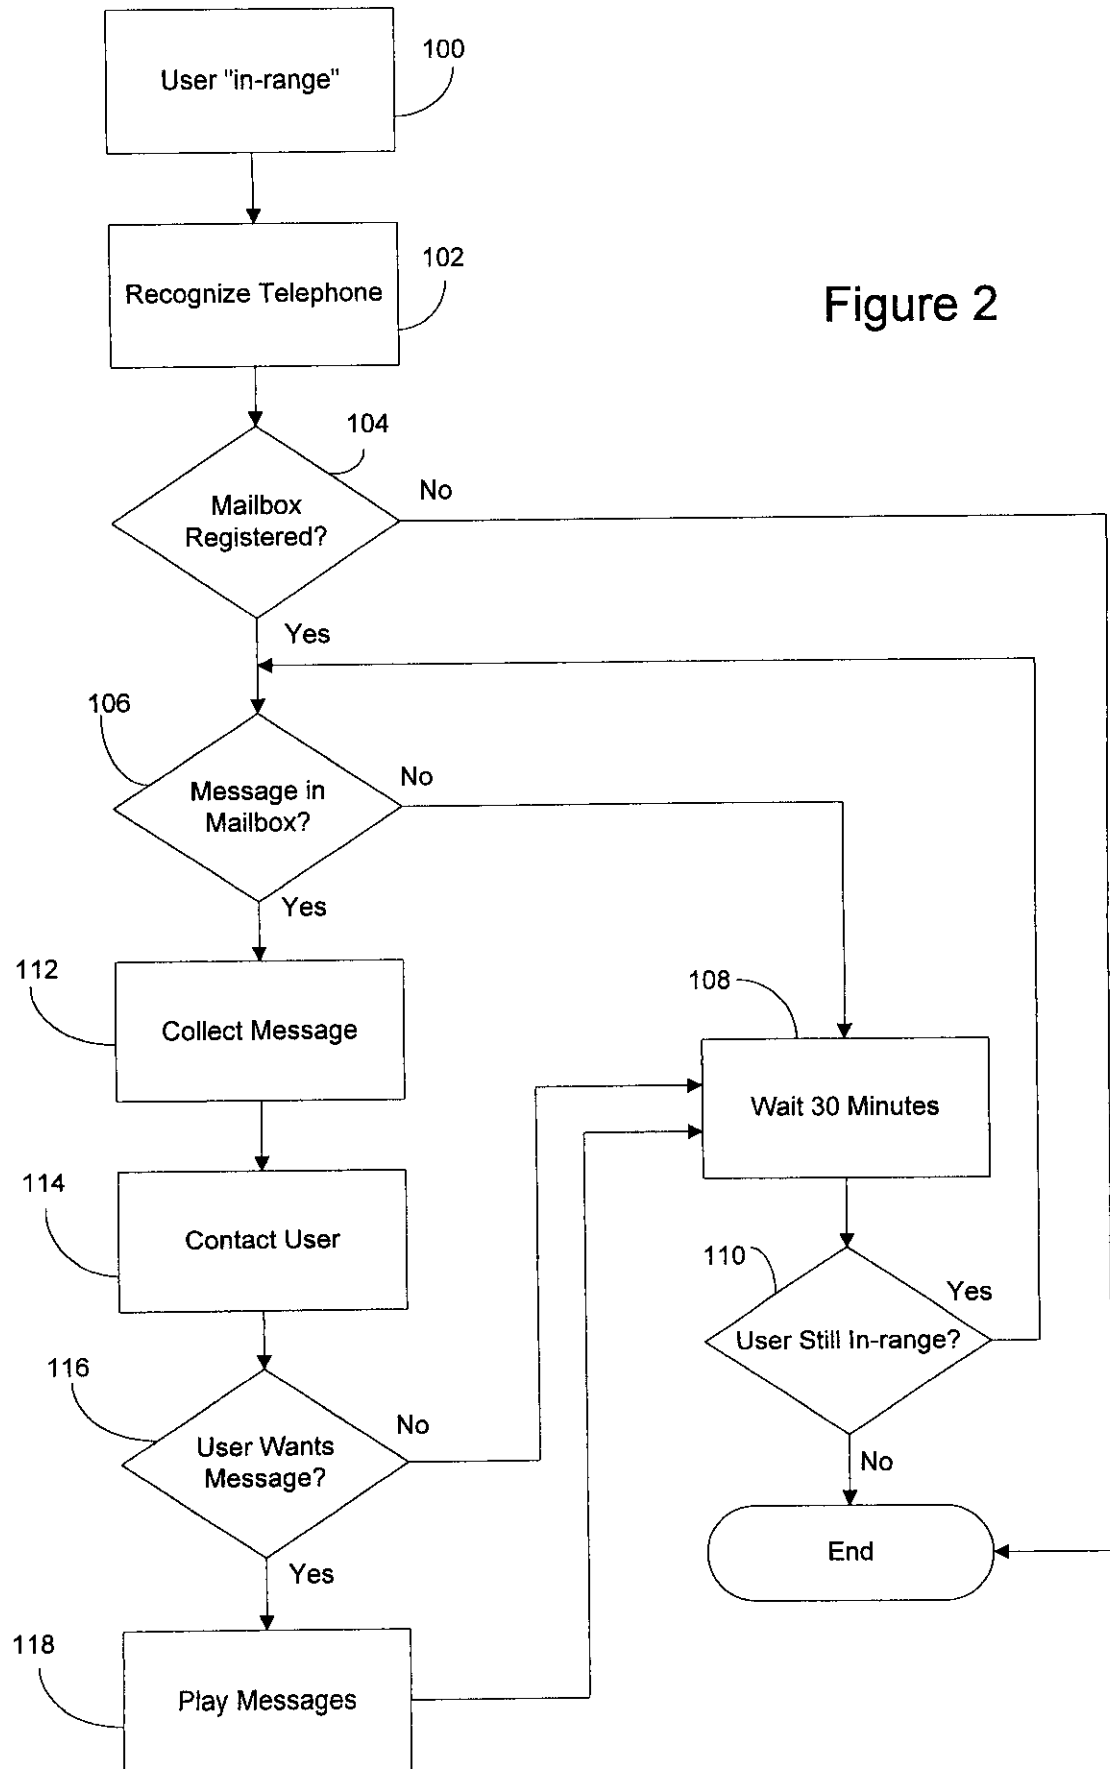 User "in-range"
100
Recognize Telephone
102
Figure 2
104
Mailbox
Registered?
No
Yes
106
Message in
Mailbox?
No
Yes
112
Collect Message
108
Wait 30 Minutes
114
Contact User
110
User Still In-range?
Yes
No
116
User Wants
Message?
No
Yes
End
118
Play Messages